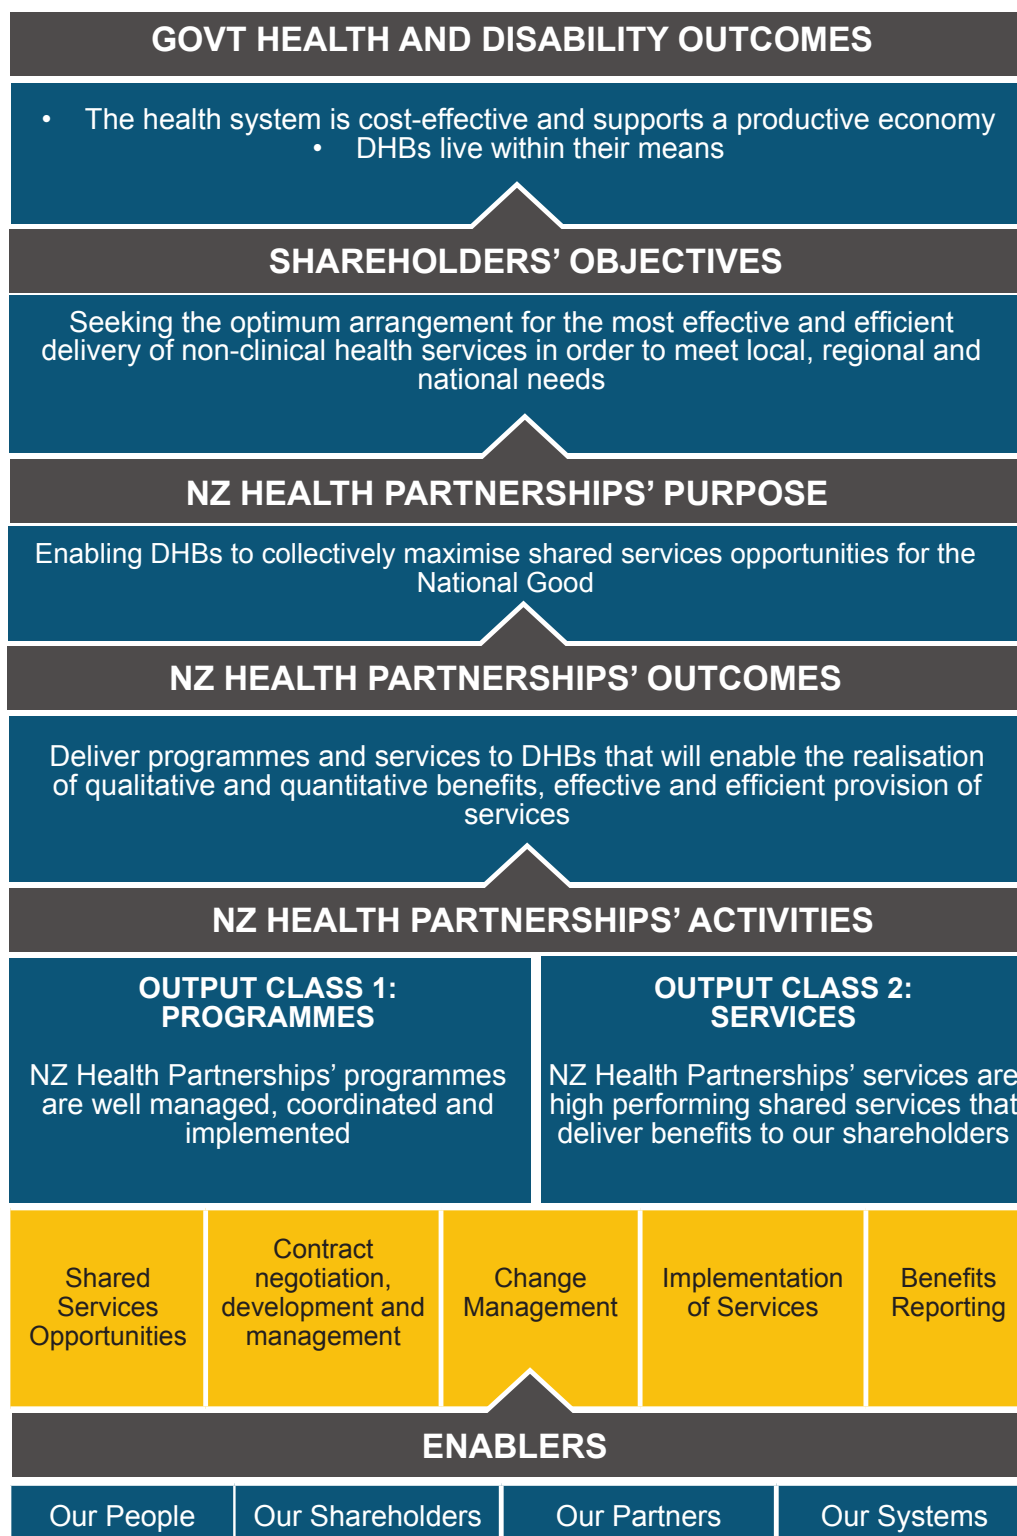 GOVT HEALTH AND DISABILITY OUTCOMES
• The health system is cost-effective and supports a productive economy
• DHBs live within their means
SHAREHOLDERS’ OBJECTIVES
Seeking the optimum arrangement for the most effective and efficient
delivery of non-clinical health services in order to meet local, regional and
national needs
NZ HEALTH PARTNERSHIPS’ PURPOSE
Enabling DHBs to collectively maximise shared services opportunities for the
National Good
NZ HEALTH PARTNERSHIPS’ OUTCOMES
Deliver programmes and services to DHBs that will enable the realisation
of qualitative and quantitative benefits, effective and efficient provision of
services
NZ HEALTH PARTNERSHIPS’ ACTIVITIES
OUTPUT CLASS 1:
PROGRAMMES
NZ Health Partnerships’ programmes
are well managed, coordinated and
implemented
OUTPUT CLASS 2:
SERVICES
NZ Health Partnerships’ services are
high performing shared services that
deliver benefits to our shareholders
Shared
Services
Opportunities
Contract
negotiation,
development and
management
Change
Management
Implementation
of Services
Benefits
Reporting
ENABLERS
Our People
Our Shareholders
Our Partners
Our Systems